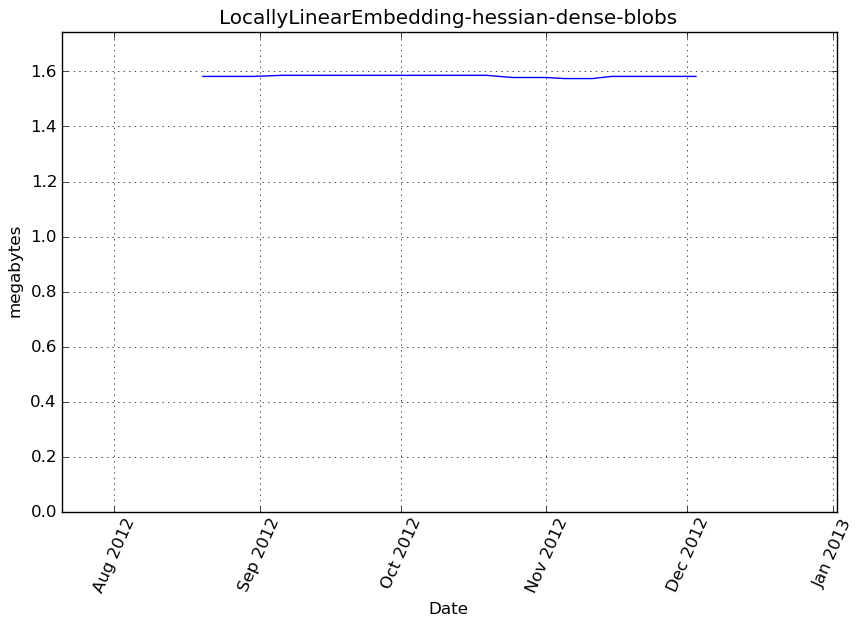 LocallyLinearEmbedding-hessian-dense-blobs
megabytes
1.6
1.4
1.2
1.0
0.8
0.6
0.4
0.2
0.0
Aug 2012
Sep 2012
Oct 2012
Nov 2012
Dec 2012
Jan 2013
Date